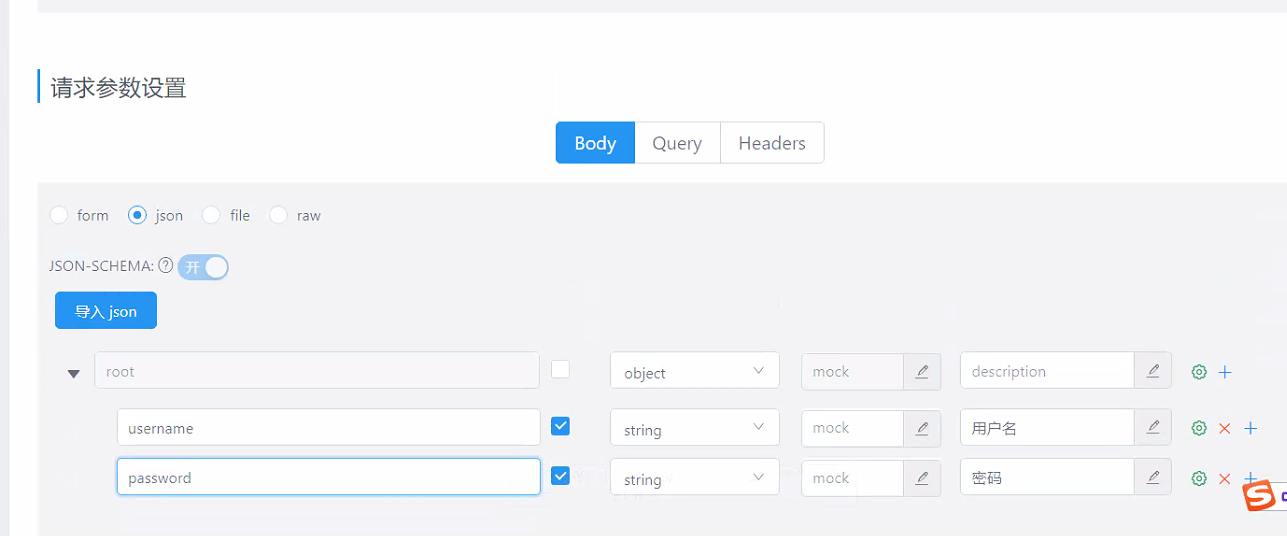 请求参数设置
Body Query Headers
form json file raw
JSON-SCHEMA: ? 开
导入 json
root object mock description
username string mock 用户名
password string mock 密码